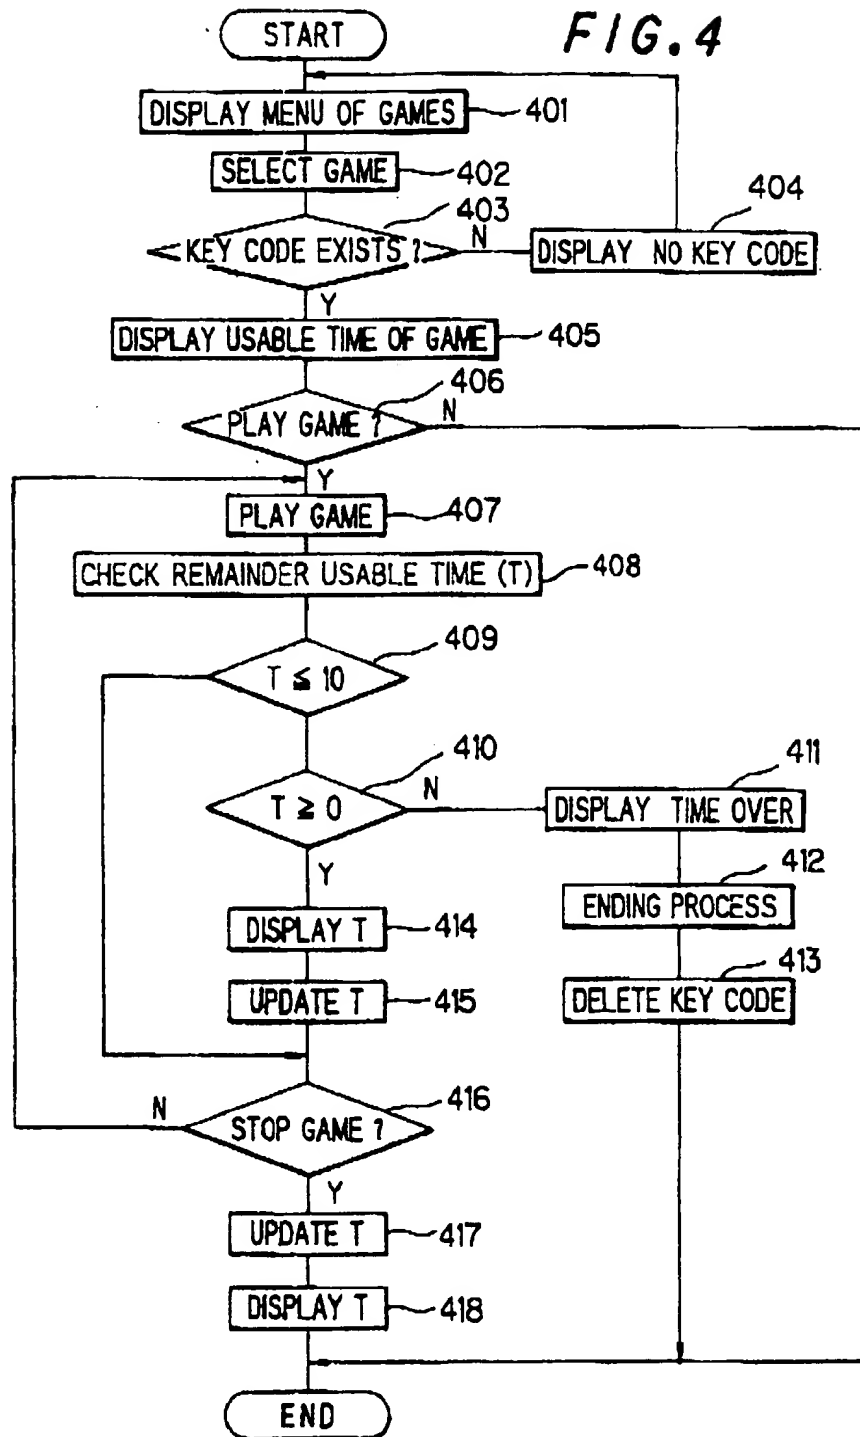 START
FIG. 4
DISPLAY MENU OF GAMES
401
SELECT GAME
402
403
KEY CODE EXISTS ?
N
404
DISPLAY NO KEY CODE
Y
DISPLAY USABLE TIME OF GAME
405
406
PLAY GAME ?
N
Y
PLAY GAME
407
CHECK REMAINDER USABLE TIME (T)
408
409
T ≦ 10
410
T ≧ 0
N
411
DISPLAY TIME OVER
Y
412
ENDING PROCESS
DISPLAY T
414
413
DELETE KEY CODE
UPDATE T
415
416
N
STOP GAME ?
Y
UPDATE T
417
DISPLAY T
418
END